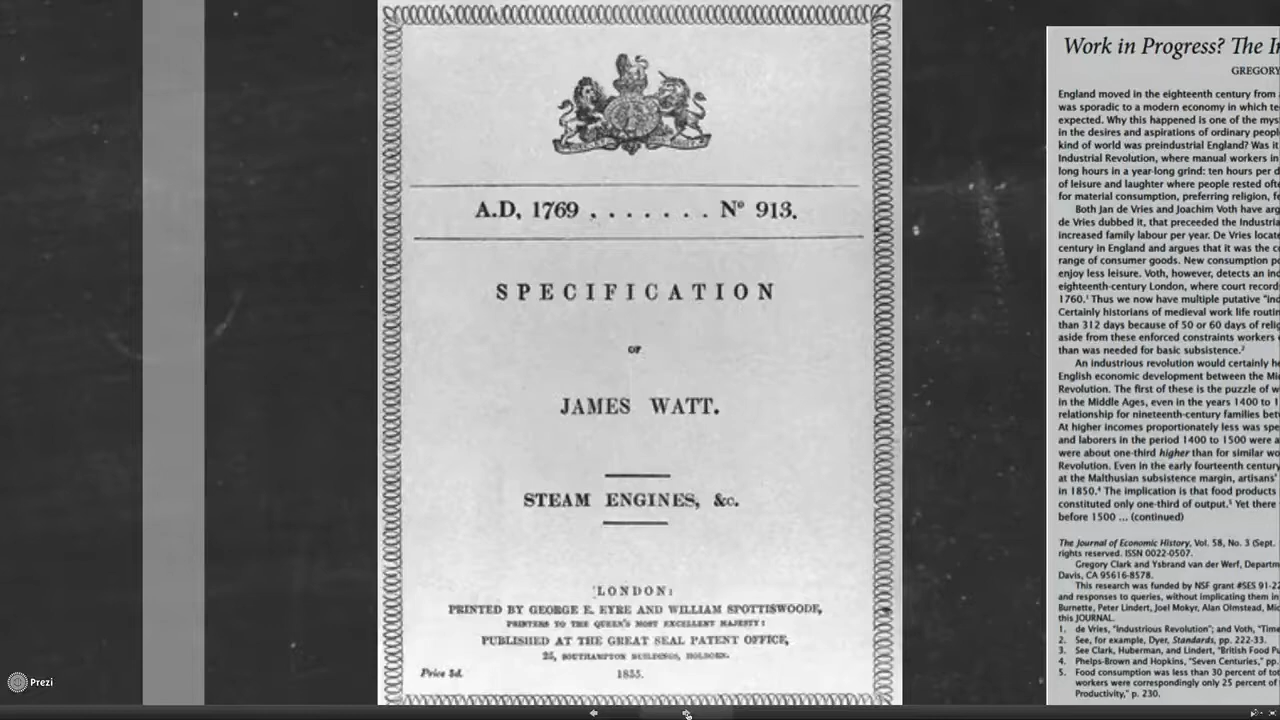 A.D, 1769 . . . . . . . Nº 913.
SPECIFICATION
OF
JAMES WATT.
STEAM ENGINES, &c.
LONDON:
PRINTED BY GEORGE E. EYRE AND WILLIAM SPOTTISWOODE,
PRINTERS TO THE QUEEN'S MOST EXCELLENT MAJESTY:
PUBLISHED AT THE GREAT SEAL PATENT OFFICE,
25, SOUTHAMPTON BUILDINGS, HOLBORN.
Price 3d.
1855.
Work in Progress? The I
GREGORY
England moved in the eighteenth century from
was sporadic to a modern economy in which te
expected. Why this happened is one of the mys
in the desires and aspirations of ordinary peop
kind of world was preindustrial England? Was it
Industrial Revolution, where manual workers in
long hours in a year-long grind: ten hours per d
of leisure and laughter where people rested oft
for material consumption, preferring religion, fe
Both Jan de Vries and Joachim Voth have arg
de Vries dubbed it, that preceeded the Industria
increased family labour per year. De Vries locate
century in England and argues that it was the c
range of consumer goods. New consumption po
enjoy less leisure. Voth, however, detects an ind
eighteenth-century London, where court record
1760.¹ Thus we now have multiple putative "ind
Certainly historians of medieval work life routin
than 312 days because of 50 or 60 days of relig
aside from these enforced constraints workers
than was needed for basic subsistence.²
An industrious revolution would certainly he
English economic development between the Mi
Revolution. The first of these is the puzzle of w
in the Middle Ages, even in the years 1400 to 1
relationship for nineteenth-century families bet
At higher incomes proportionately less was spe
and laborers in the period 1400 to 1500 were a
were about one-third higher than for similar wo
Revolution. Even in the early fourteenth century
at the Malthusian subsistence margin, artisans'
in 1850.⁴ The implication is that food products
constituted only one-third of output.⁵ Yet there
before 1500 ... (continued)
The Journal of Economic History, Vol. 58, No. 3 (Sept.
rights reserved. ISSN 0022-0507.
Gregory Clark and Ysbrand van der Werf, Departm
Davis, CA 95616-8578.
This research was funded by NSF grant #SES 91-22
and responses to queries, without implicating them in
Burnette, Peter Lindert, Joel Mokyr, Alan Olmstead, Mi
this JOURNAL.
1. de Vries, "Industrious Revolution"; and Voth, "Time
2. See, for example, Dyer, Standards, pp. 222-33.
3. See Clark, Huberman, and Lindert, "British Food Pu
4. Phelps-Brown and Hopkins, "Seven Centuries," pp.
5. Food consumption was less than 30 percent of tot
workers were correspondingly only 25 percent of
Productivity," p. 230.
Prezi